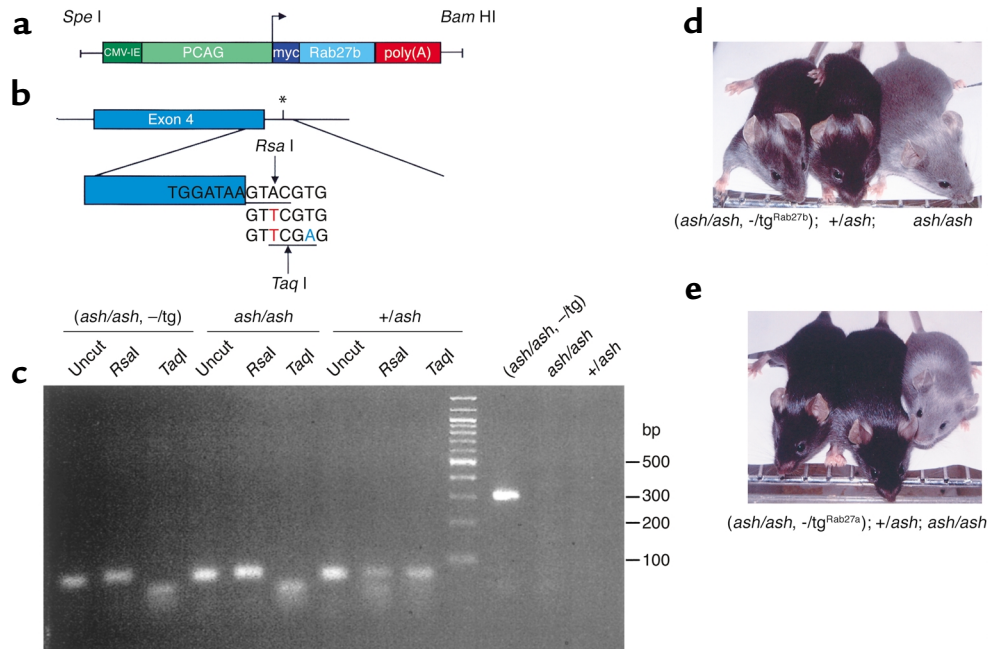 a
Spe I
Bam HI
CMV-IE PCAG myc Rab27b poly(A)
b
*
Exon 4
Rsa I
TGGATAAGTACGTG
GTTCGTG
GTTCGAG
Taq I
c
(ash/ash, –/tg) ash/ash +/ash
Uncut RsaI TaqI Uncut RsaI TaqI Uncut RsaI TaqI (ash/ash, –/tg) ash/ash +/ash
bp
500
300
200
100
d
(ash/ash, -/tgRab27b); +/ash; ash/ash
e
(ash/ash, -/tgRab27a); +/ash; ash/ash